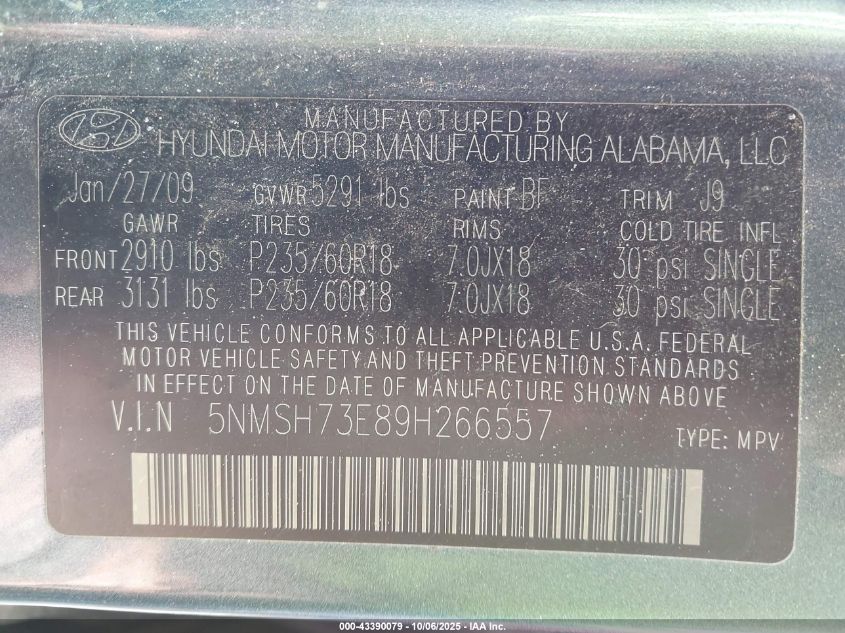 MANUFACTURED BY
HYUNDAI MOTOR MANUFACTURING ALABAMA, LLC
Jan/27/09 GVWR 5291 lbs PAINT BF TRIM J9
GAWR TIRES RIMS COLD TIRE INFL
FRONT 2910 lbs P235/60R18 7.0JX18 30 psi SINGLE
REAR 3131 lbs P235/60R18 7.0JX18 30 psi SINGLE
THIS VEHICLE CONFORMS TO ALL APPLICABLE U.S.A. FEDERAL
MOTOR VEHICLE SAFETY AND THEFT PREVENTION STANDARDS
IN EFFECT ON THE DATE OF MANUFACTURE SHOWN ABOVE
V.I.N 5NMSH73E89H266557 TYPE: MPV
000-43390079 - 10/06/2025 - IAA Inc.